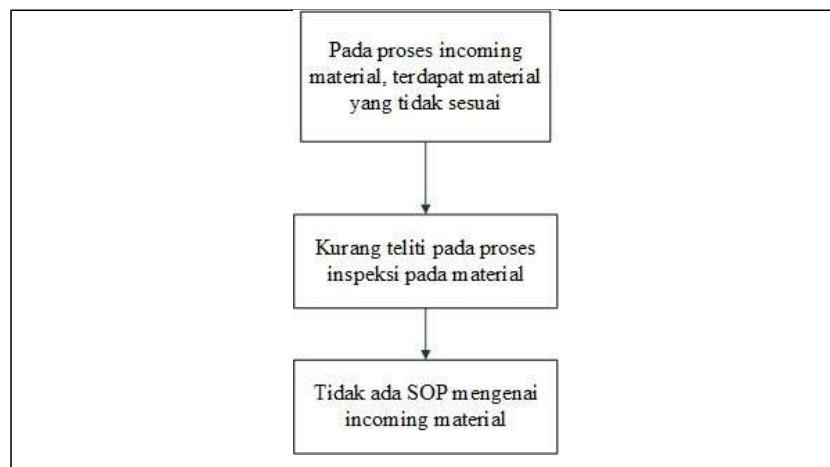 Pada proses incoming
material, terdapat material
yang tidak sesuai
Kurang teliti pada proses
inspeksi pada material
Tidak ada SOP mengenai
incoming material